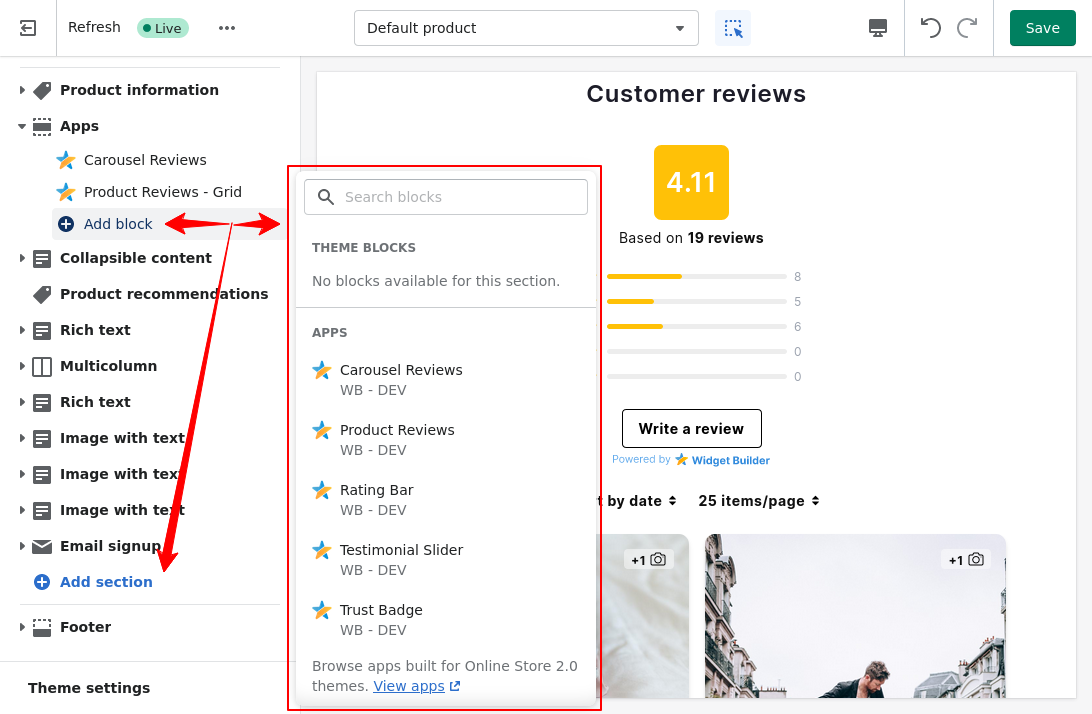 Refresh
Live
Default product
Save
Product information
Apps
Carousel Reviews
Product Reviews - Grid
Add block
Collapsible content
Product recommendations
Rich text
Multicolumn
Rich text
Image with text
Image with text
Image with text
Email signup
Add section
Footer
Theme settings
Search blocks
THEME BLOCKS
No blocks available for this section.
APPS
Carousel Reviews
WB - DEV
Product Reviews
WB - DEV
Rating Bar
WB - DEV
Testimonial Slider
WB - DEV
Trust Badge
WB - DEV
Browse apps built for Online Store 2.0
themes. View apps
Customer reviews
4.11
Based on 19 reviews
8
5
6
0
0
Write a review
Powered by Widget Builder
t by date
25 items/page
+1
+1